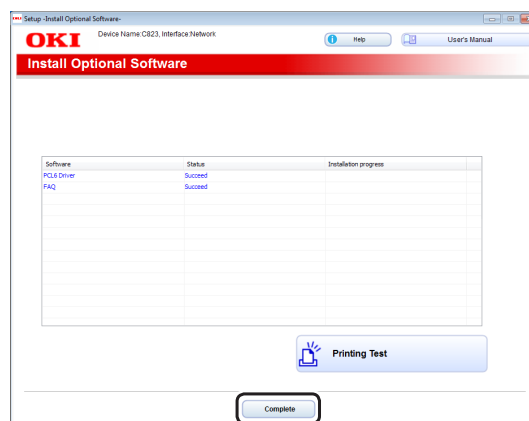 Setup -Install Optional Software-
OKI Device Name:C823, Interface:Network Help User's Manual
Install Optional Software
Software Status Installation progress
PCL6 Driver Succeed
FAQ Succeed
Printing Test
Complete